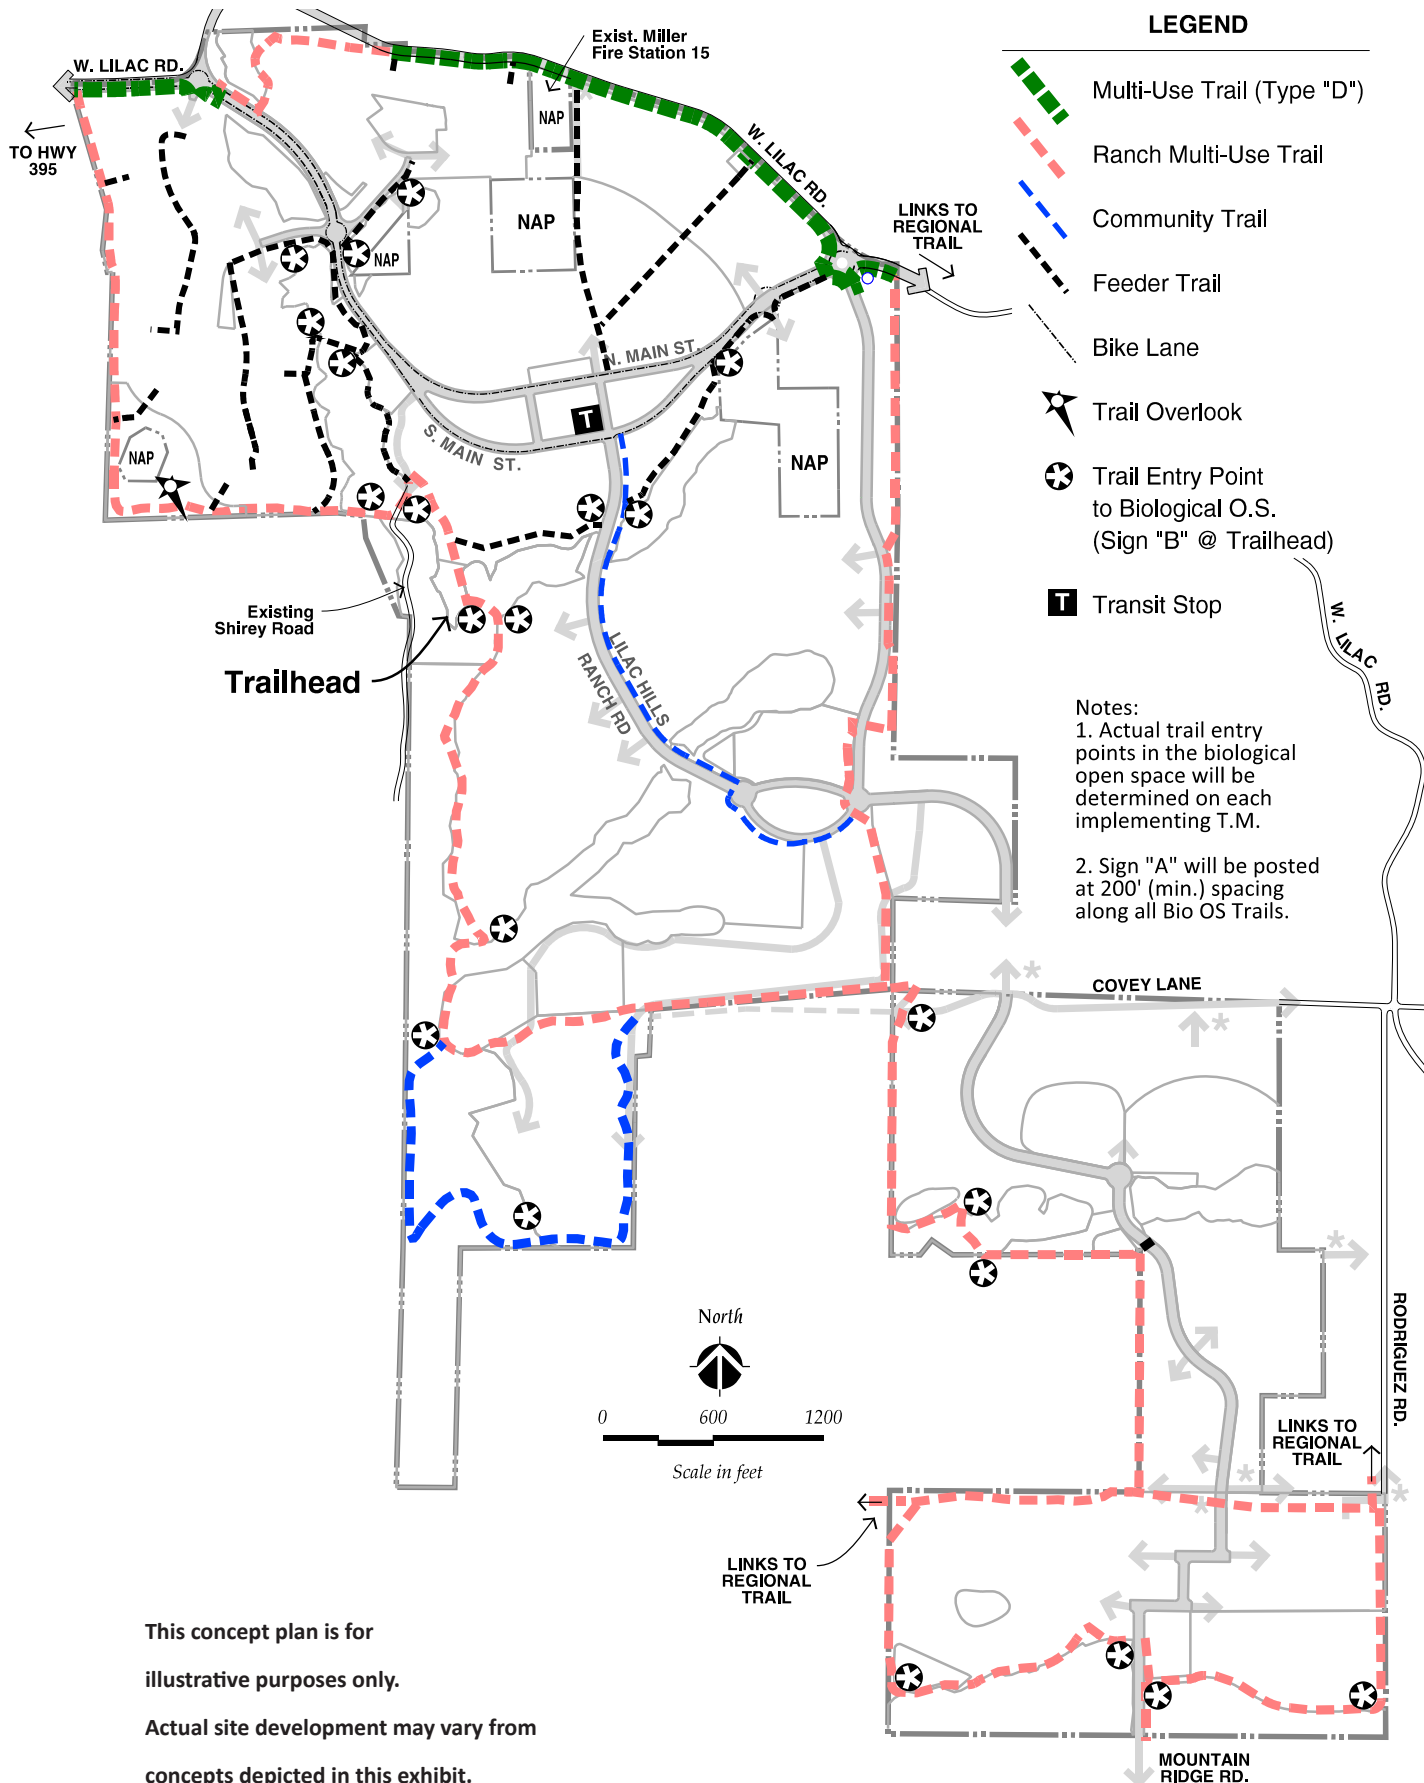 LEGEND
Multi-Use Trail (Type "D")
Ranch Multi-Use Trail
Community Trail
Feeder Trail
Bike Lane
Trail Overlook
Trail Entry Point
to Biological O.S.
(Sign "B" @ Trailhead)
T
Transit Stop
Notes:
1. Actual trail entry
points in the biological
open space will be
determined on each
implementing T.M.
2. Sign "A" will be posted
at 200' (min.) spacing
along all Bio OS Trails.
W. LILAC RD.
TO HWY
395
Exist. Miller
Fire Station 15
NAP
W. LILAC RD.
NAP
NAP
LINKS TO
REGIONAL
TRAIL
N. MAIN ST.
T
S. MAIN ST.
NAP
NAP
Existing
Shirey Road
Trailhead
LILAC HILLS
RANCH RD
W. LILAC RD.
COVEY LANE
*
*
*
RODRIGUEZ RD.
North
0 600 1200
Scale in feet
LINKS TO
REGIONAL
TRAIL
*
*
*
LINKS TO
REGIONAL
TRAIL
MOUNTAIN
RIDGE RD.
This concept plan is for
illustrative purposes only.
Actual site development may vary from
concepts depicted in this exhibit.